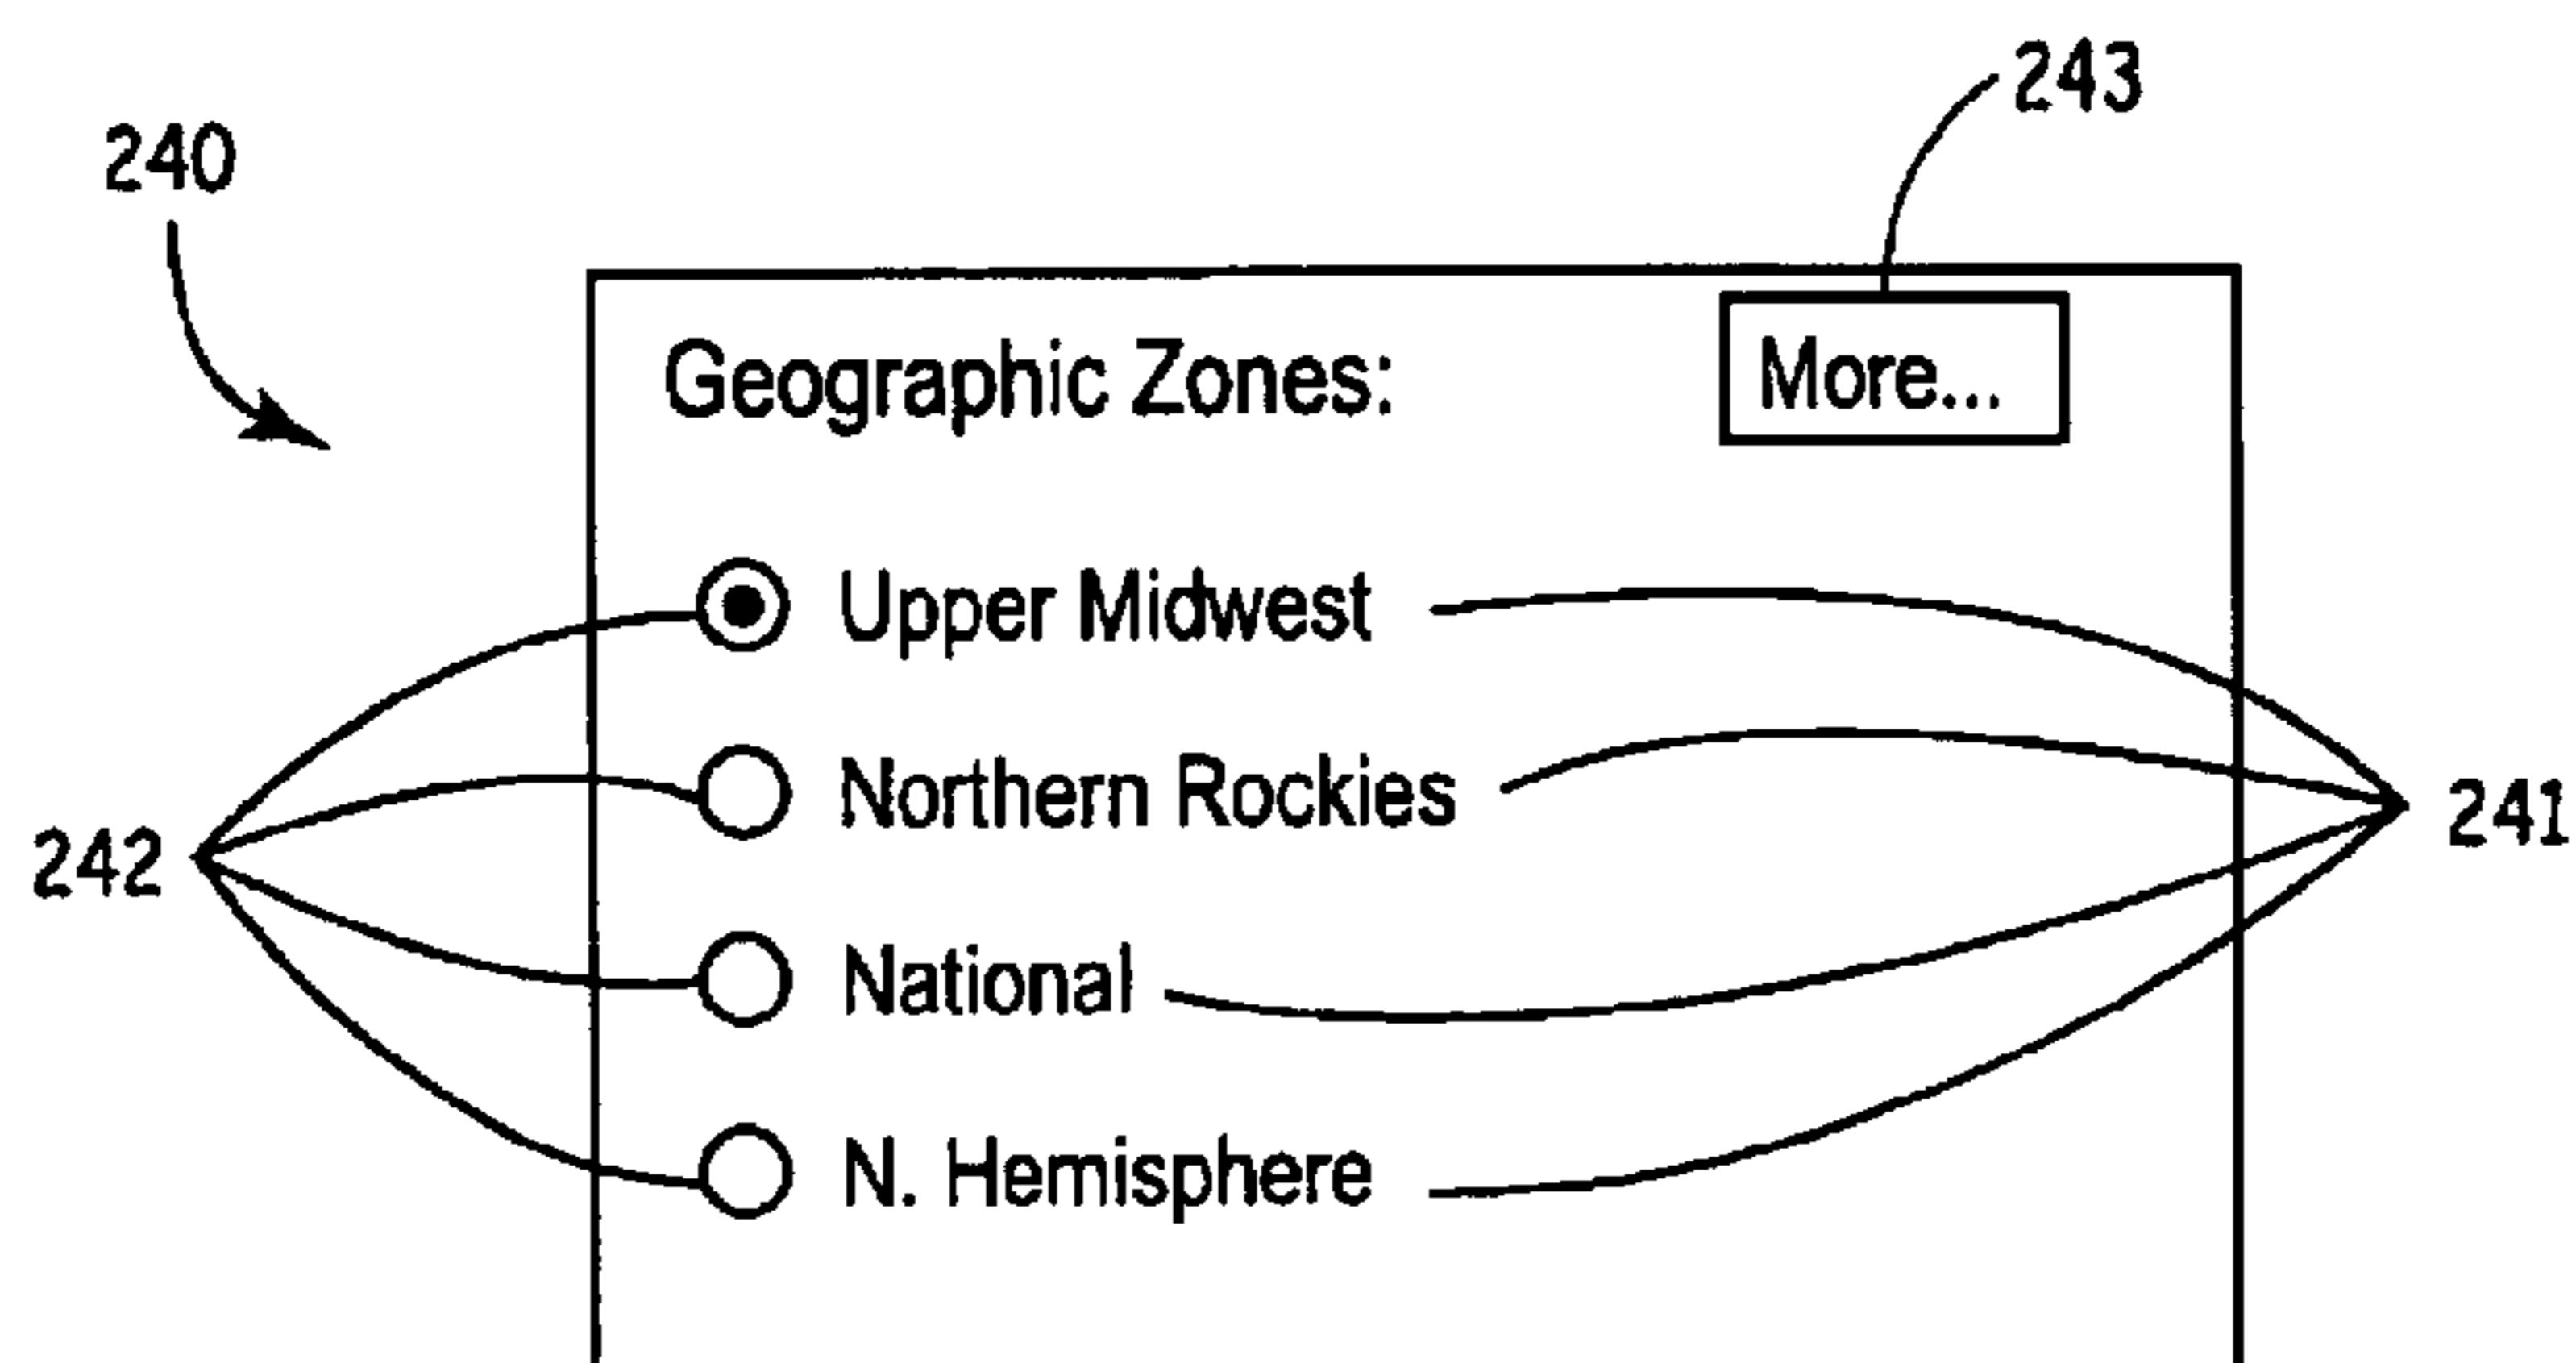 243
240
Geographic Zones: More...
Upper Midwest
Northern Rockies
241
242
National
N. Hemisphere